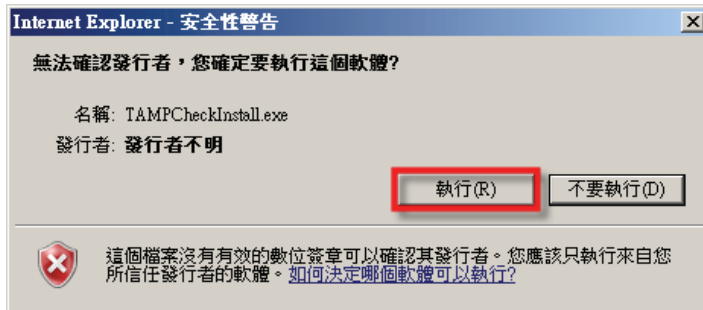 Internet Explorer - 安全性警告
無法確認發行者，您確定要執行這個軟體?
名稱: TAMPCheckInstall.exe
發行者: 發行者不明
執行(R) 不要執行(D)
這個檔案沒有有效的數位簽章可以確認其發行者。您應該只執行來自您
所信任發行者的軟體。如何決定哪個軟體可以執行?